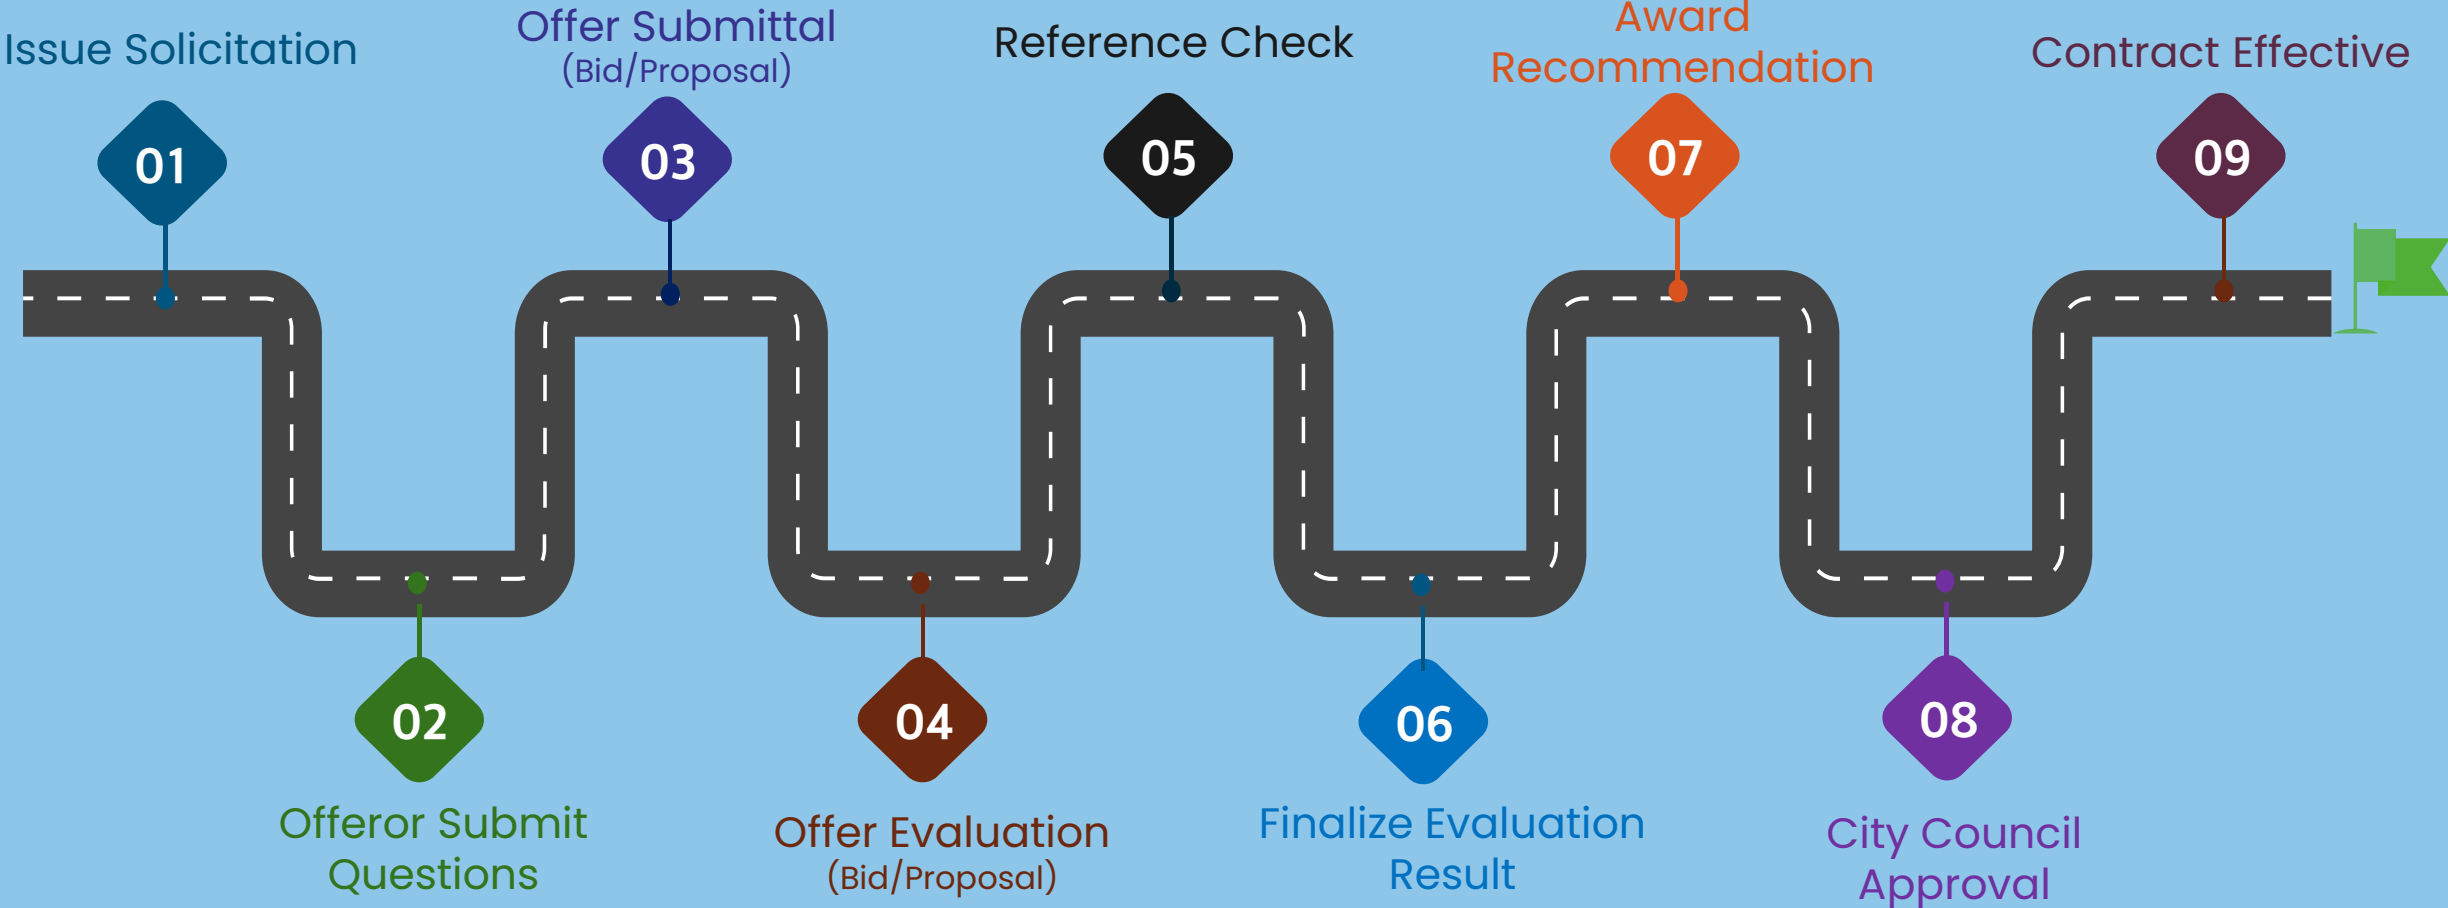 Issue Solicitation
01
Offeror Submit
Questions
02
Offer Submittal
(Bid/Proposal)
03
Offer Evaluation
(Bid/Proposal)
04
Reference Check
05
Finalize Evaluation
Result
06
Award
Recommendation
07
City Council
Approval
08
Contract Effective
09